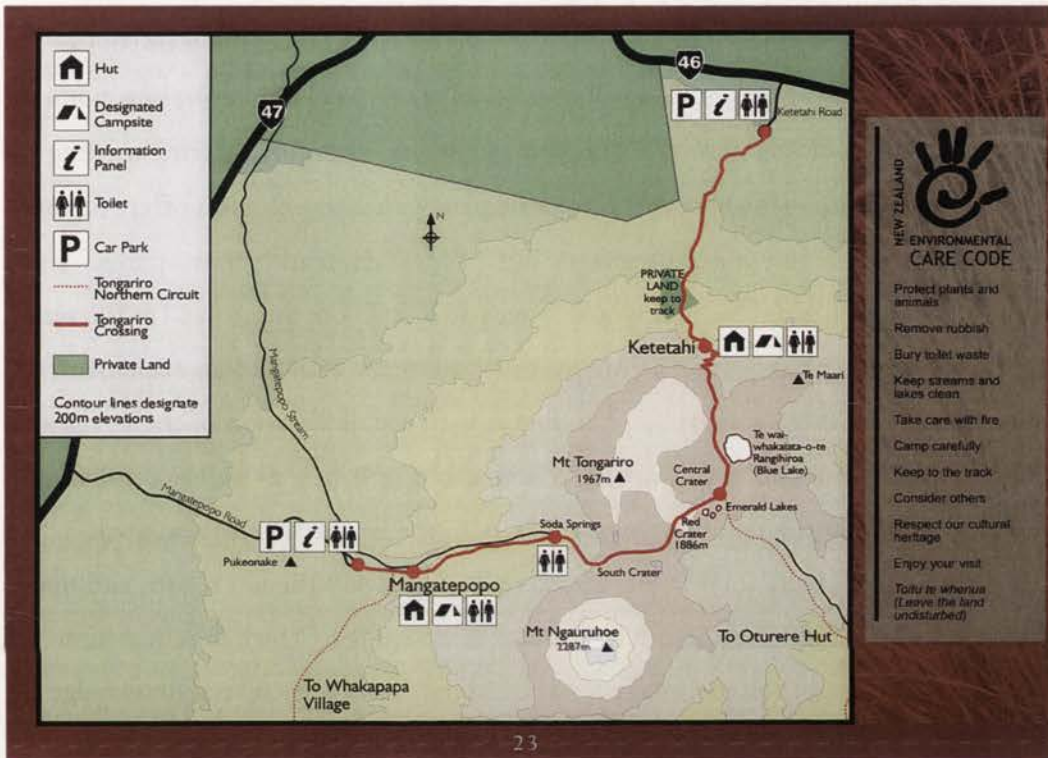 Hut
Designated
Campsite
Information
Panel
Toilet
P
Car Park
Tongariro
Northern Circuit
Tongariro
Crossing
Private Land
Contour lines designate
200m elevations
47
46
P
Ketetahi Road
N
PRIVATE
LAND
keep to
track
Ketetahi
Te Maari
Mangatepopo Stream
Te wai-
whakaiata-o-te
Rangihiroa
(Blue Lake)
Mt Tongariro
1967m
Central
Crater
Emerald Lakes
Red
Crater
1886m
Mangatepopo Road
Soda Springs
P
Pukeonake
South Crater
Mangatepopo
Mt Ngauruhoe
2287m
To Oturere Hut
To Whakapapa
Village
23
NEW ZEALAND
ENVIRONMENTAL
CARE CODE
Protect plants and
animals
Remove rubbish
Bury toilet waste
Keep streams and
lakes clean
Take care with fire
Camp carefully
Keep to the track
Consider others
Respect our cultural
heritage
Enjoy your visit
Toitu te whenua
(Leave the land
undisturbed)